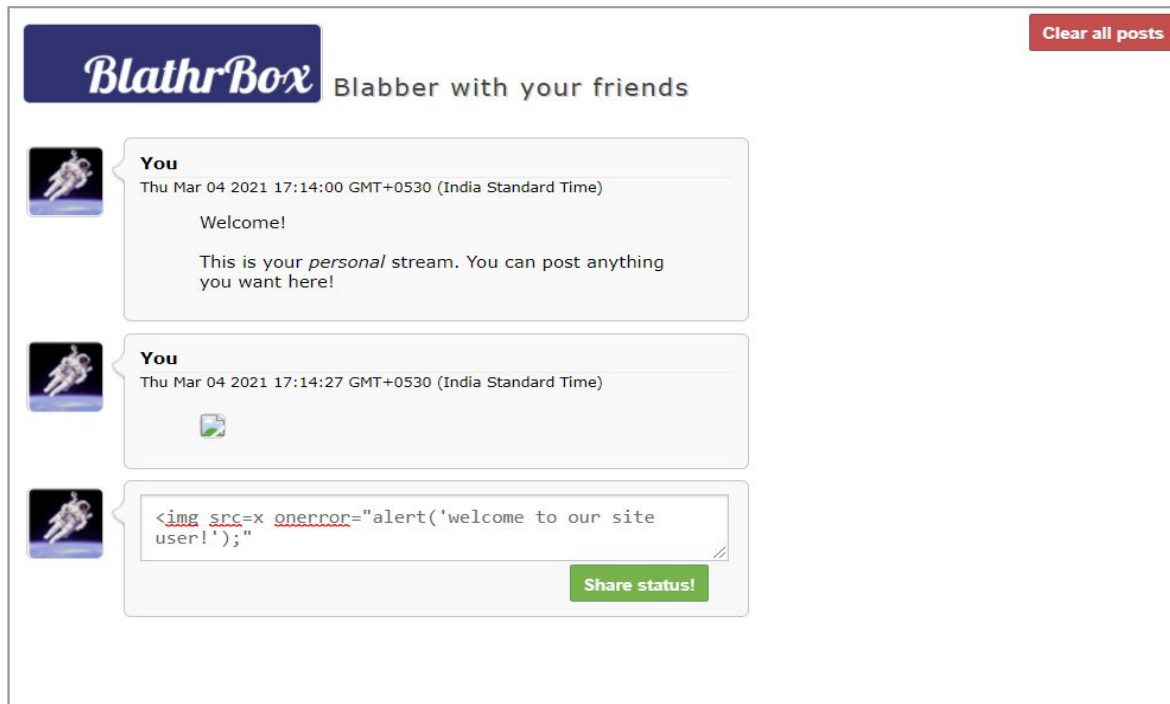 Clear all posts
BlathrBox Blabber with your friends
You
Thu Mar 04 2021 17:14:00 GMT+0530 (India Standard Time)
Welcome!
This is your personal stream. You can post anything
you want here!
You
Thu Mar 04 2021 17:14:27 GMT+0530 (India Standard Time)
<img src=x onerror="alert('welcome to our site
user!');"
Share status!